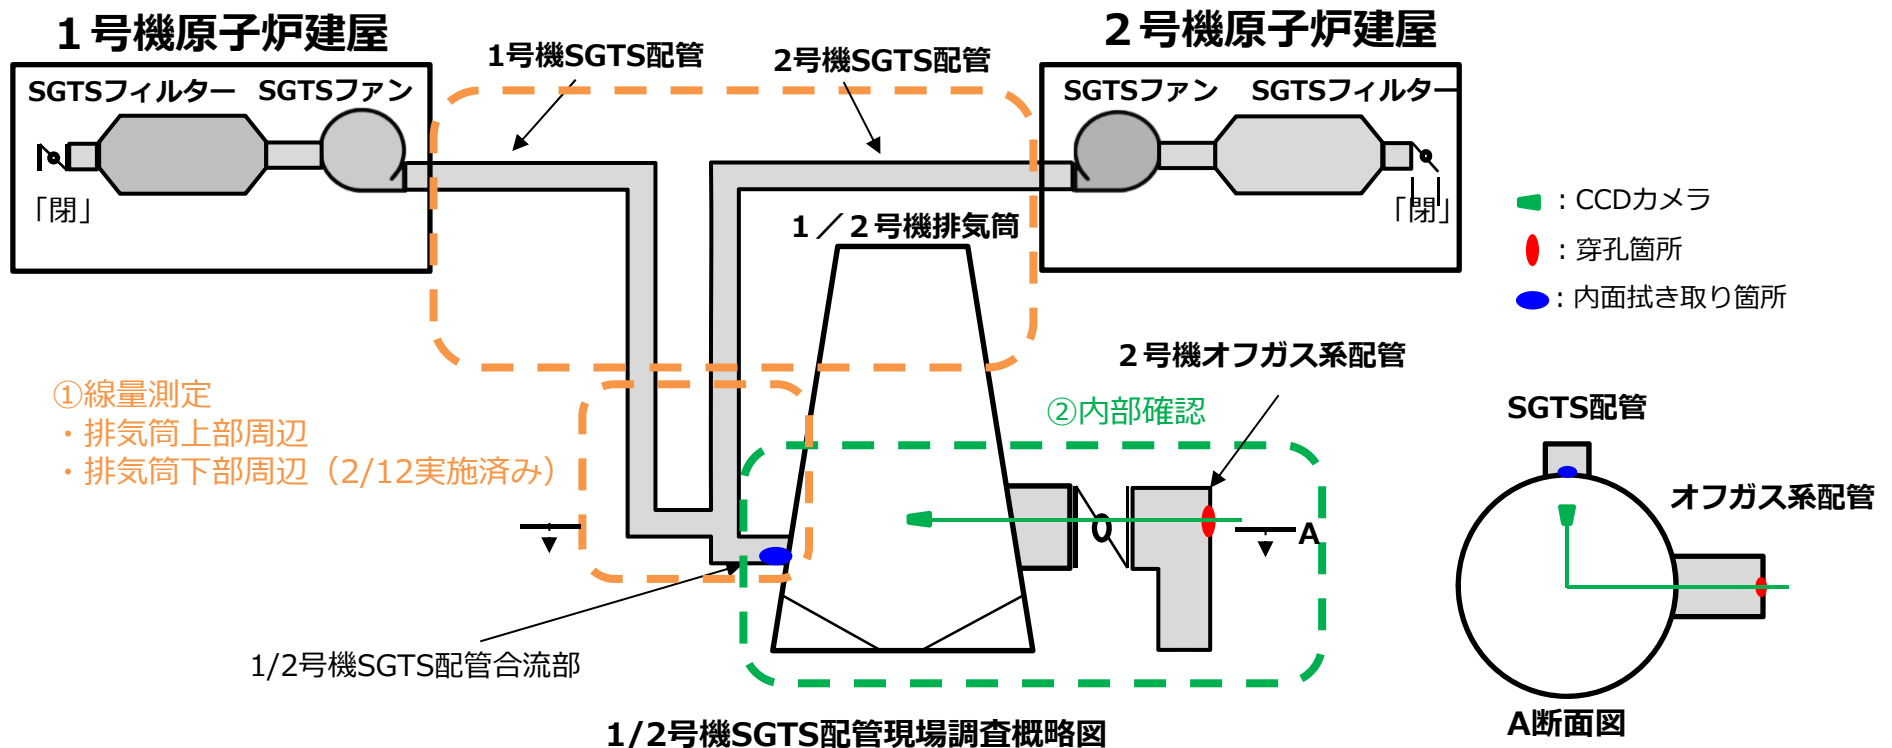 1号機原子炉建屋
2号機原子炉建屋
1号機SGTS配管
2号機SGTS配管
SGTSフィルター SGTSファン
SGTSファン SGTSフィルター
「閉」
「閉」
1／2号機排気筒
：CCDカメラ
：穿孔箇所
：内面拭き取り箇所
2号機オフガス系配管
①線量測定
・排気筒上部周辺
・排気筒下部周辺（2/12実施済み）
②内部確認
SGTS配管
オフガス系配管
A
1/2号機SGTS配管合流部
1/2号機SGTS配管現場調査概略図
A断面図